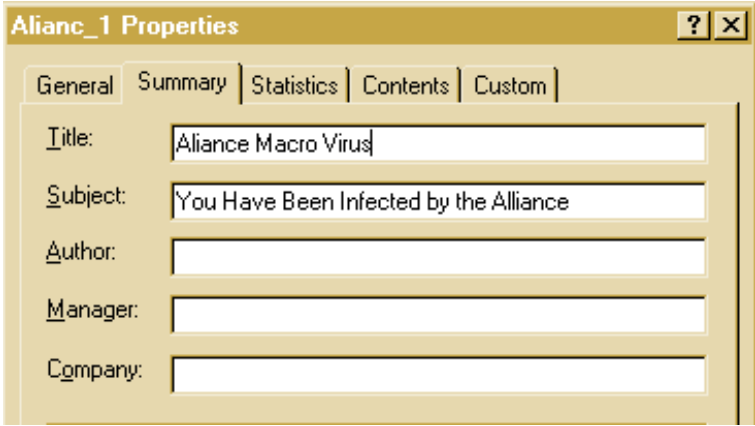 Alianc_1 Properties
? X
General Summary Statistics Contents Custom
Title: Aliance Macro Virus
Subject: You Have Been Infected by the Alliance
Author:
Manager:
Company: